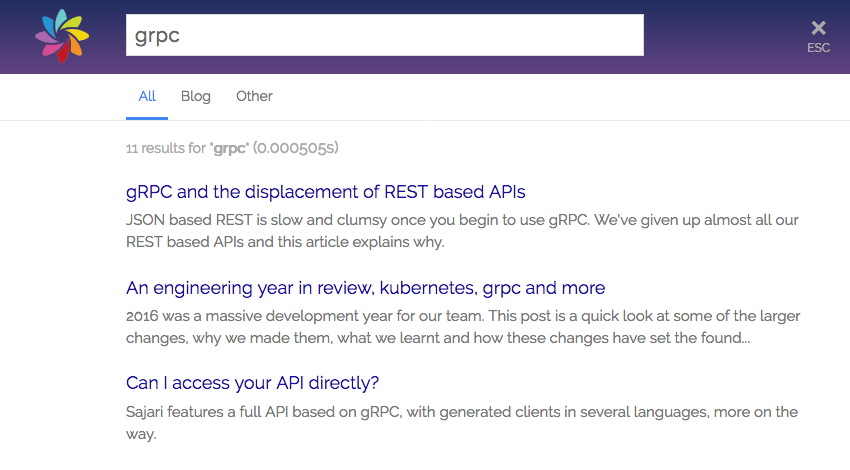 grpc
ESC
All Blog Other
11 results for "grpc" (0.000505s)
gRPC and the displacement of REST based APIs
JSON based REST is slow and clumsy once you begin to use gRPC. We've given up almost all our
REST based APIs and this article explains why.
An engineering year in review, kubernetes, grpc and more
2016 was a massive development year for our team. This post is a quick look at some of the larger
changes, why we made them, what we learnt and how these changes have set the found...
Can I access your API directly?
Sajari features a full API based on gRPC, with generated clients in several languages, more on the
way.